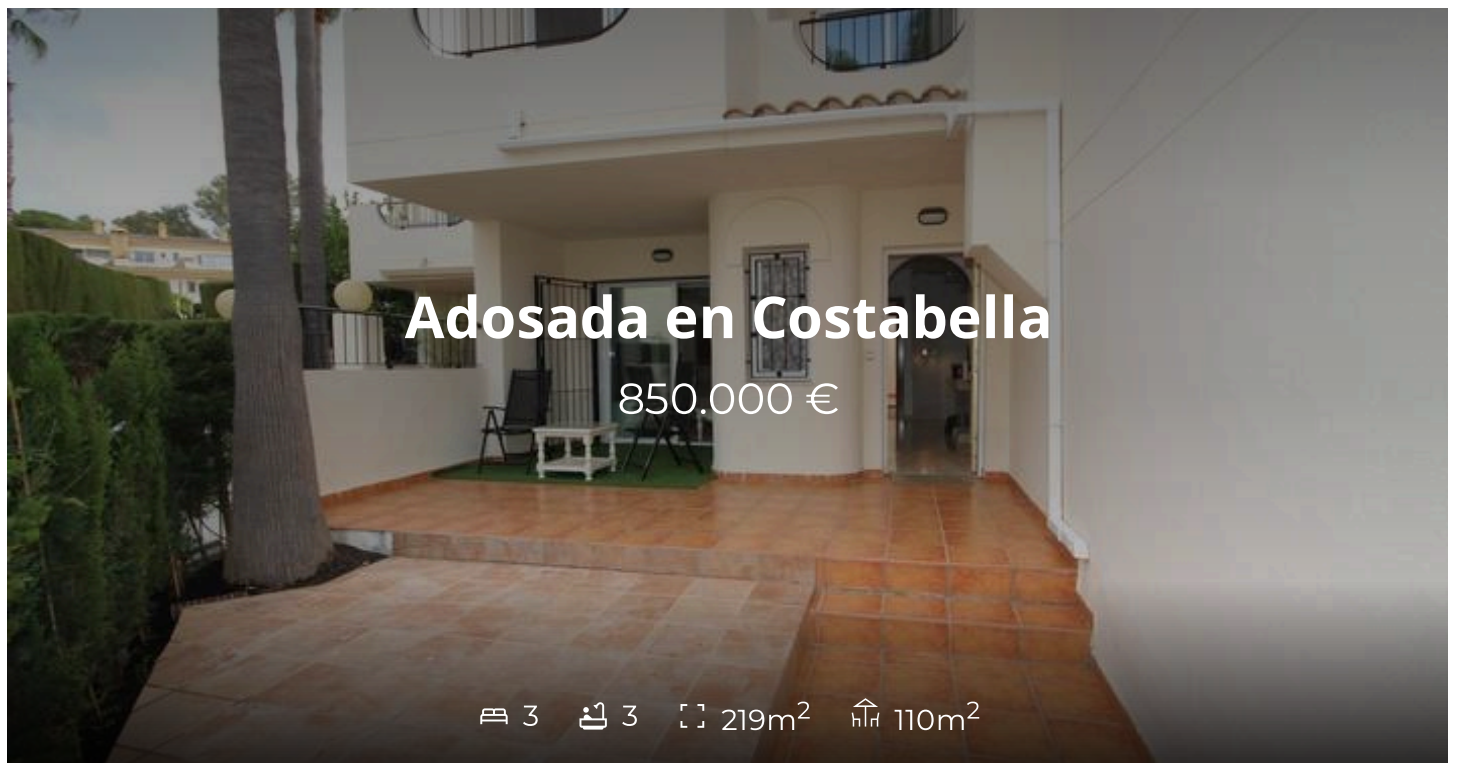 Adosada en Costabella
850.000 €
3 3 219m² 110m²